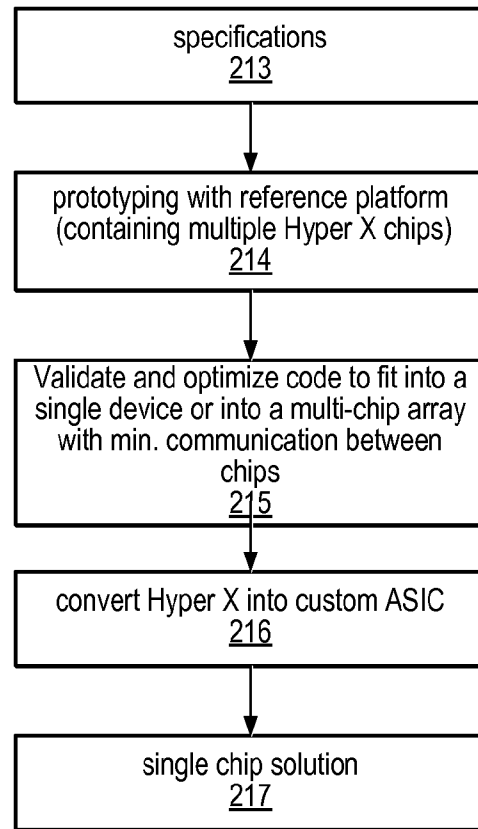 specifications
213
prototyping with reference platform
(containing multiple Hyper X chips)
214
Validate and optimize code to fit into a
single device or into a multi-chip array
with min. communication between
chips
215
convert Hyper X into custom ASIC
216
single chip solution
217